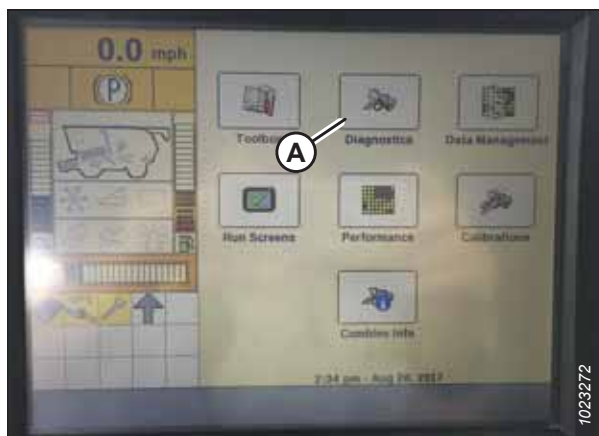 0.0 mph
(P)
Toolbox
Diagnostics
Data Management
A
Run Screens
Performance
Calibrations
Combine Info
2:34 pm - Aug 26, 2017
1023272